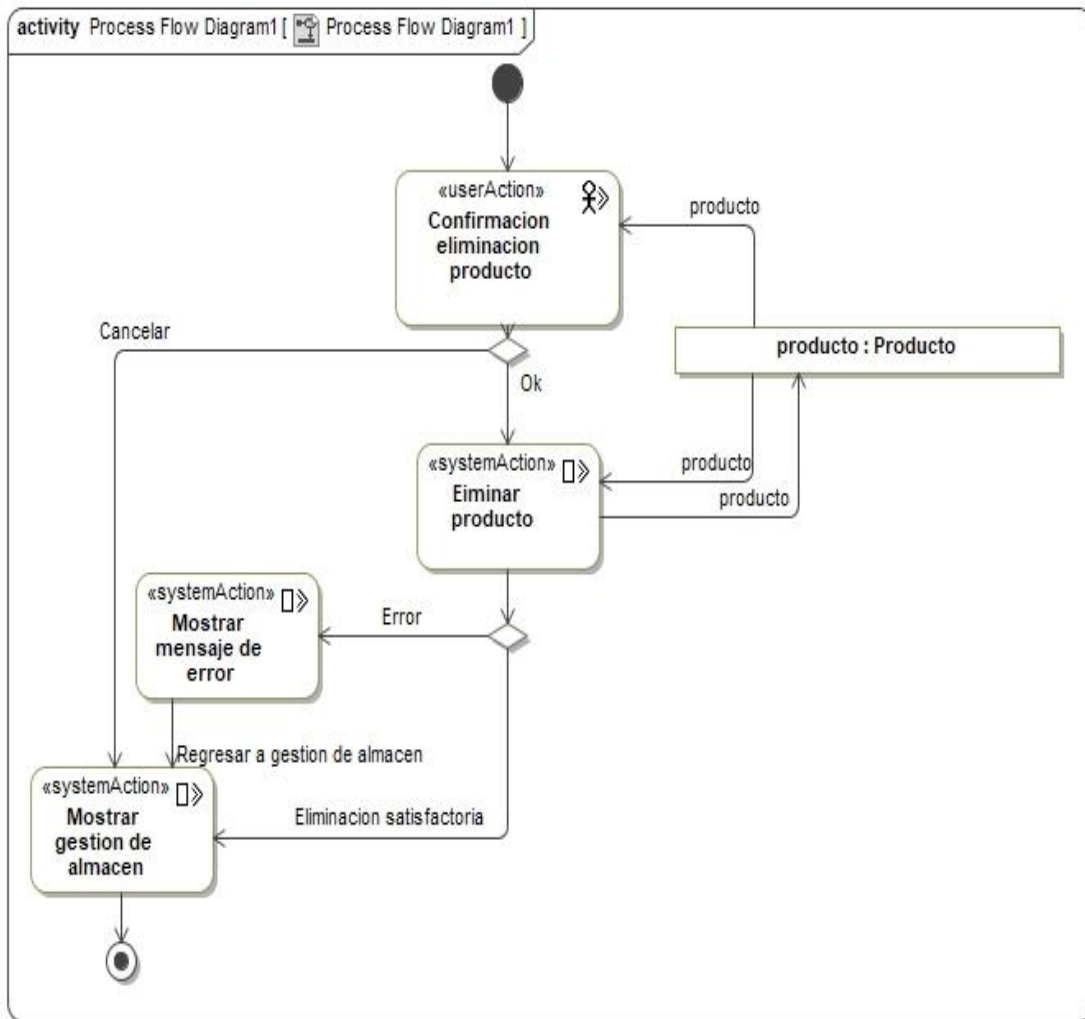 activity Process Flow Diagram1 [ Process Flow Diagram1 ]
«userAction»
Confirmacion
eliminacion
producto
producto
Cancelar
producto : Producto
Ok
«systemAction»
Eiminar
producto
producto
producto
«systemAction»
Mostrar
mensaje de
error
Error
Regresar a gestion de almacen
«systemAction»
Mostrar
gestion de
almacen
Eliminacion satisfactoria